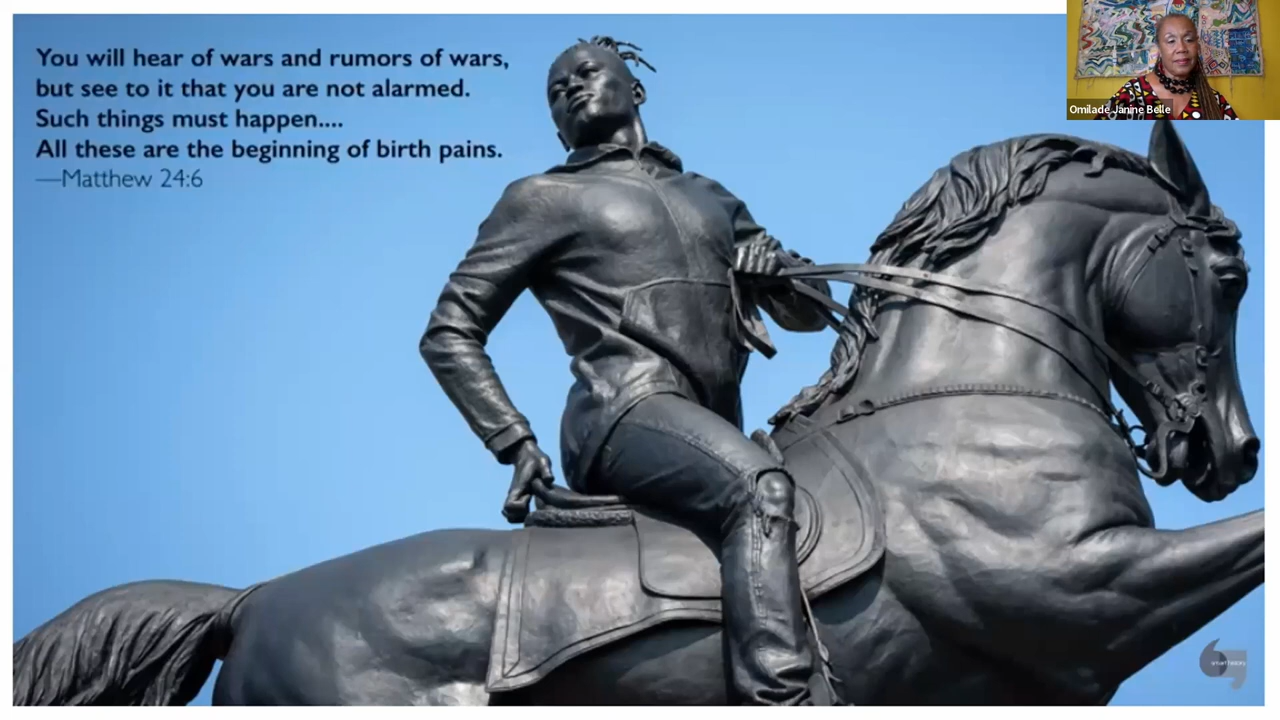 You will hear of wars and rumors of wars,
but see to it that you are not alarmed.
Such things must happen....
All these are the beginning of birth pains.
—Matthew 24:6
Omilade Janine Belle
smarthistory